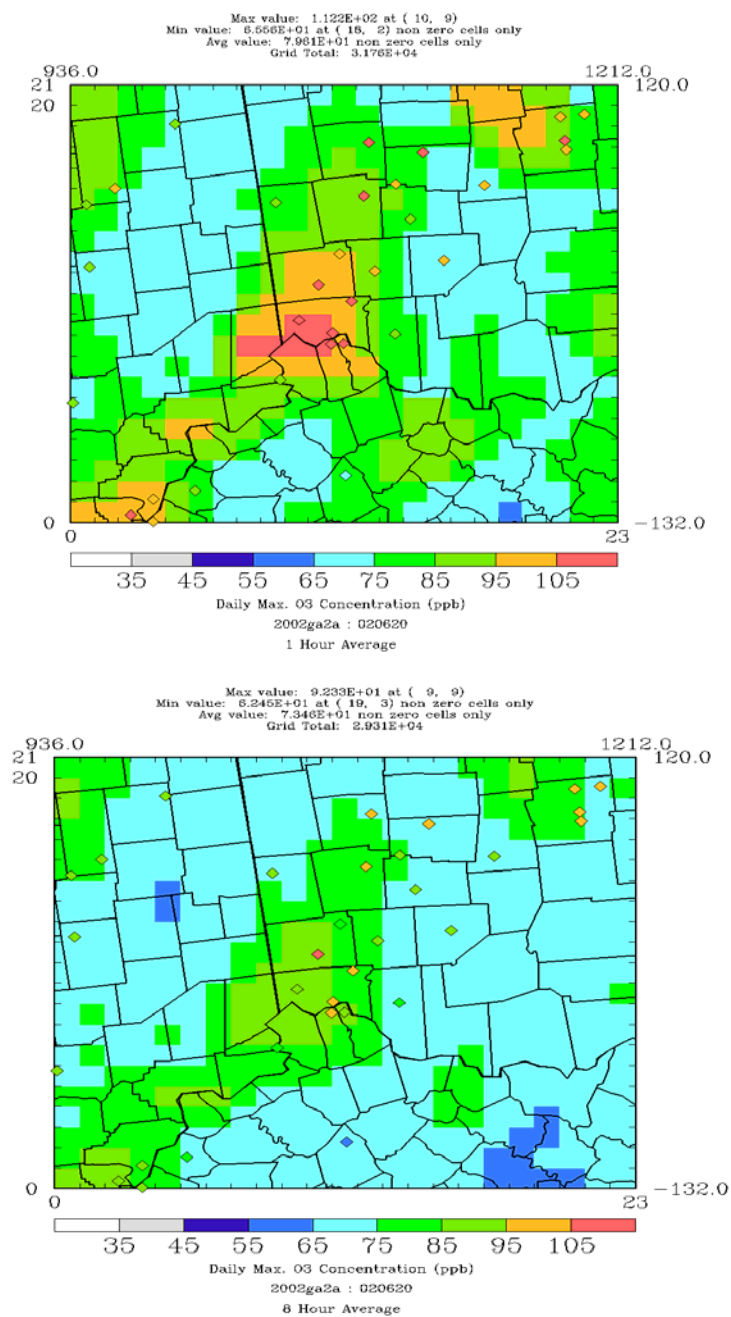 Max value: 1.122E+02 at ( 10, 9)
Min value: 6.556E+01 at ( 15, 2) non zero cells only
Avg value: 7.961E+01 non zero cells only
Grid Total: 3.176E+04
936.0 1212.0
21 120.0
20
0 -132.0
0 23
35 45 55 65 75 85 95 105
Daily Max. O3 Concentration (ppb)
2002ga2a : 020620
1 Hour Average
Max value: 9.233E+01 at ( 9, 9)
Min value: 6.245E+01 at ( 19, 3) non zero cells only
Avg value: 7.346E+01 non zero cells only
Grid Total: 2.931E+04
936.0 1212.0
21 120.0
20
0 -132.0
0 23
35 45 55 65 75 85 95 105
Daily Max. O3 Concentration (ppb)
2002ga2a : 020620
8 Hour Average